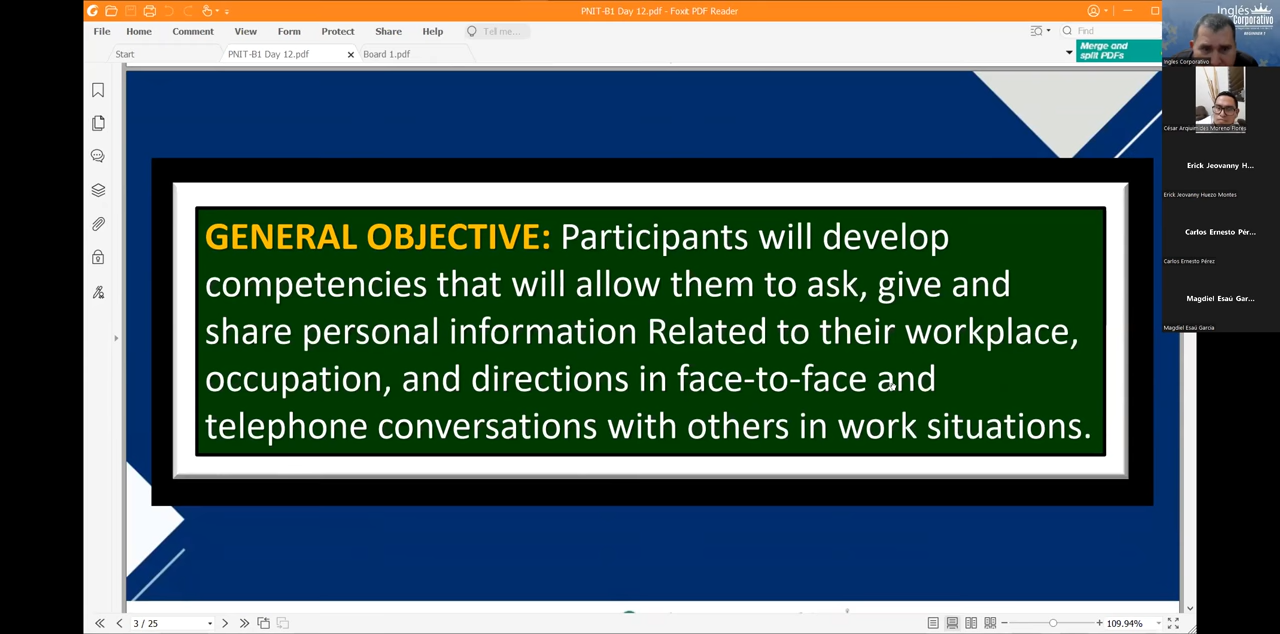 PNIT-B1 Day 12.pdf - Foxit PDF Reader
File Home Comment View Form Protect Share Help Tell me... Find
Start PNIT-B1 Day 12.pdf Board 1.pdf
Merge and
split PDFs
GENERAL OBJECTIVE: Participants will develop
competencies that will allow them to ask, give and
share personal information Related to their workplace,
occupation, and directions in face-to-face and
telephone conversations with others in work situations.
3 / 25
109.94%
Inglés
Corporativo
BEGINNER 1
Ingles Corporativo
César Arquímides Moreno Flores
Erick Jeovanny H...
Erick Jeovanny Huezo Montes
Carlos Ernesto Pér...
Carlos Ernesto Pérez
Magdiel Esaú Gar...
Magdiel Esaú Garcia